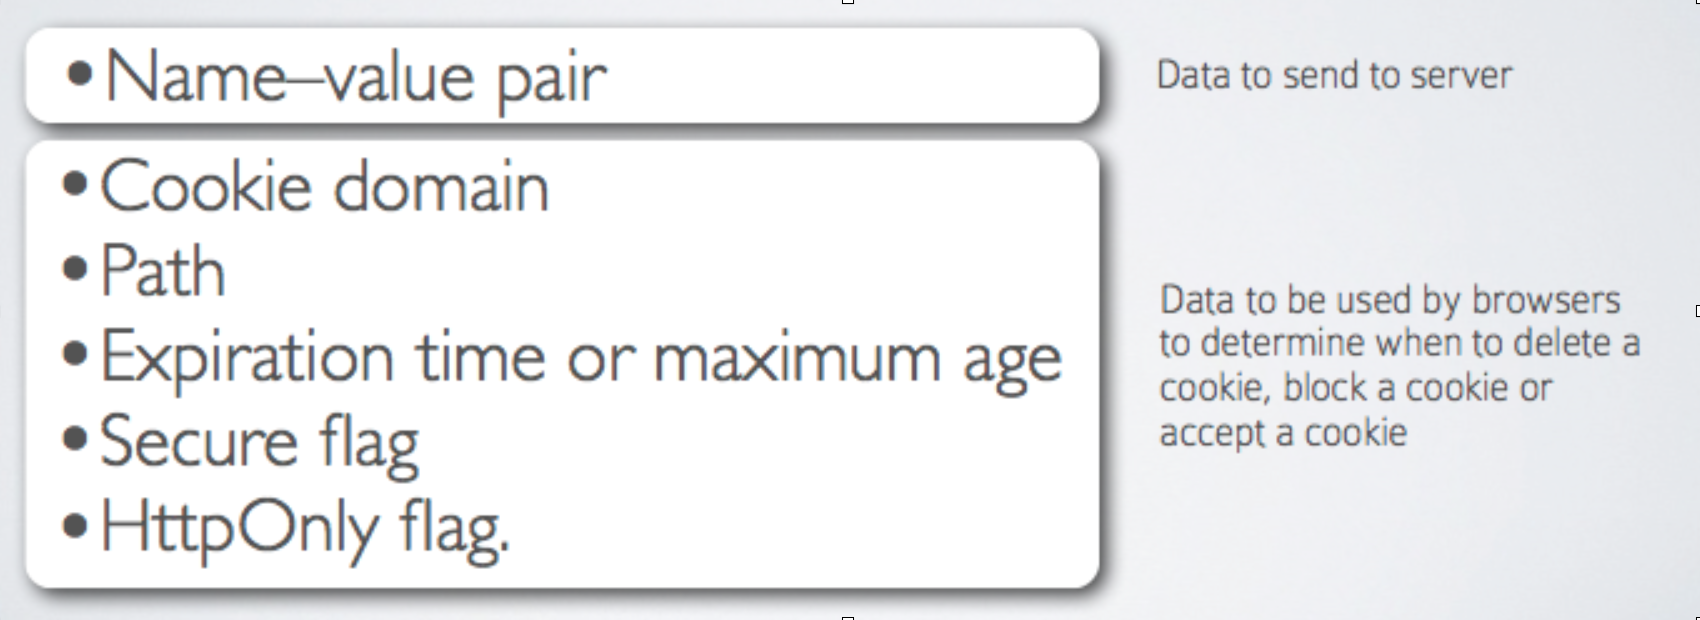 •Name–value pair
Data to send to server
•Cookie domain
•Path
•Expiration time or maximum age
•Secure flag
•HttpOnly flag.
Data to be used by browsers
to determine when to delete a
cookie, block a cookie or
accept a cookie